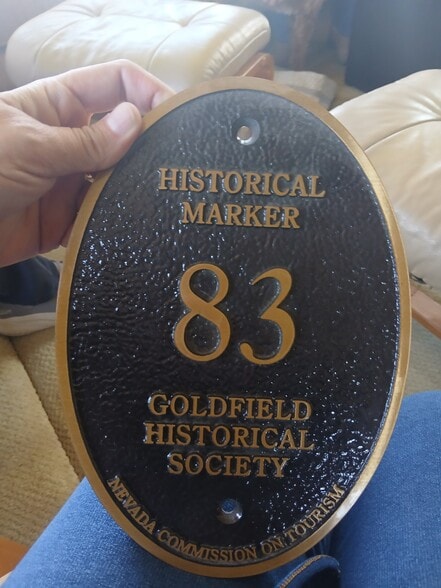 HISTORICAL
MARKER
83
GOLDFIELD
HISTORICAL
SOCIETY
NEVADA COMMISSION ON TOURISM